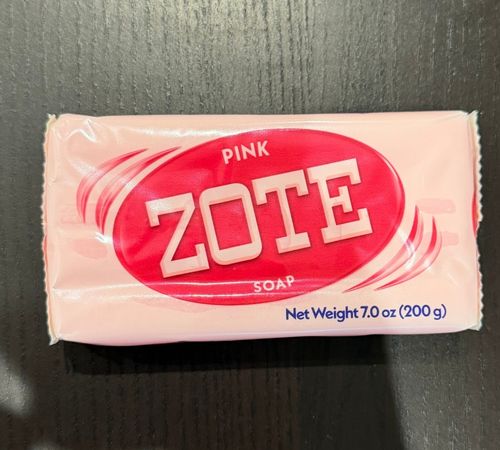 PINK
ZOTE
SOAP
Net Weight 7.0 oz (200 g)